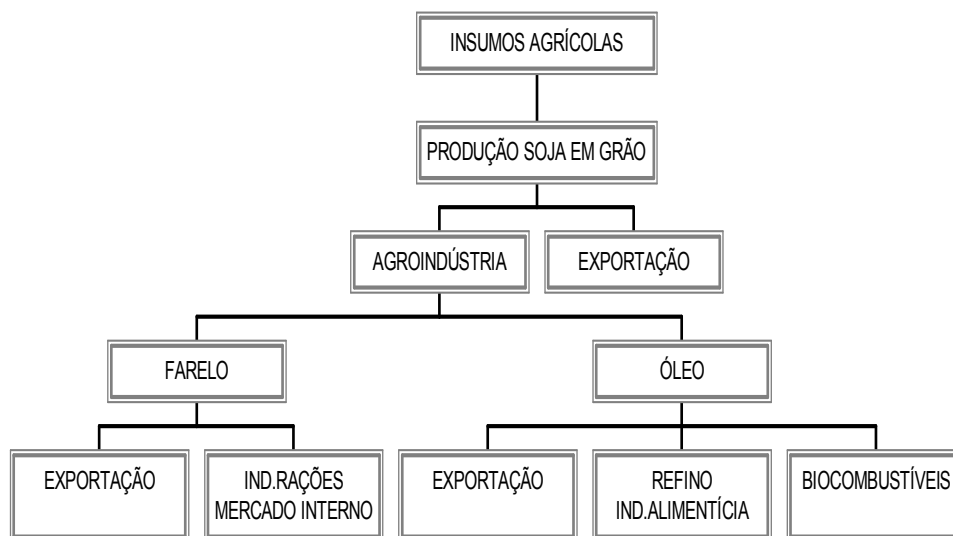 INSUMOS AGRÍCOLAS
PRODUÇÃO SOJA EM GRÃO
AGROINDÚSTRIA
EXPORTAÇÃO
FARELO
ÓLEO
EXPORTAÇÃO
IND.RAÇÕES
MERCADO INTERNO
EXPORTAÇÃO
REFINO
IND.ALIMENTÍCIA
BIOCOMBUSTÍVEIS